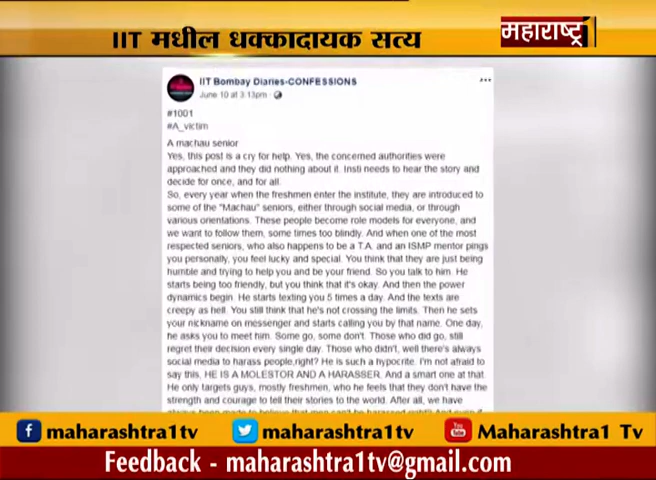 IIT मधील धक्कादायक सत्य
महाराष्ट्र1
IIT Bombay Diaries-CONFESSIONS
June 10 at 3:13pm
#1001
#A_victim
A machau senior
Yes, this post is a cry for help. Yes, the concerned authorities were
approached and they did nothing about it. Insti needs to hear the story and
decide for once, and for all.
So, every year when the freshmen enter the institute, they are introduced to
some of the "Machau" seniors, either through social media, or through
various orientations. These people become role models for everyone, and
we want to follow them, some times too blindly. And when one of the most
respected seniors, who also happens to be a T.A. and an ISMP mentor pings
you personally, you feel lucky and special. You think that they are just being
humble and trying to help you and be your friend. So you talk to him. He
starts being too friendly, but you think that it's okay. And then the power
dynamics begin. He starts texting you 5 times a day. And the texts are
creepy as hell. You still think that he's not crossing the limits. Then he sets
your nickname on messenger and starts calling you by that name. One day,
he asks you to meet him. Some go, some don't. Those who did go, still
regret their decision every single day. Those who didn't, well there's always
social media to harass people,right? He is such a hypocrite. I'm not afraid to
say this, HE IS A MOLESTOR AND A HARASSER. And a smart one at that.
He only targets guys, mostly freshmen, who he feels that they don't have the
strength and courage to tell their stories to the world. After all, we have
maharashtra1tv
maharashtra1tv
You Tube
Maharashtra1 Tv
Feedback - maharashtra1tv@gmail.com